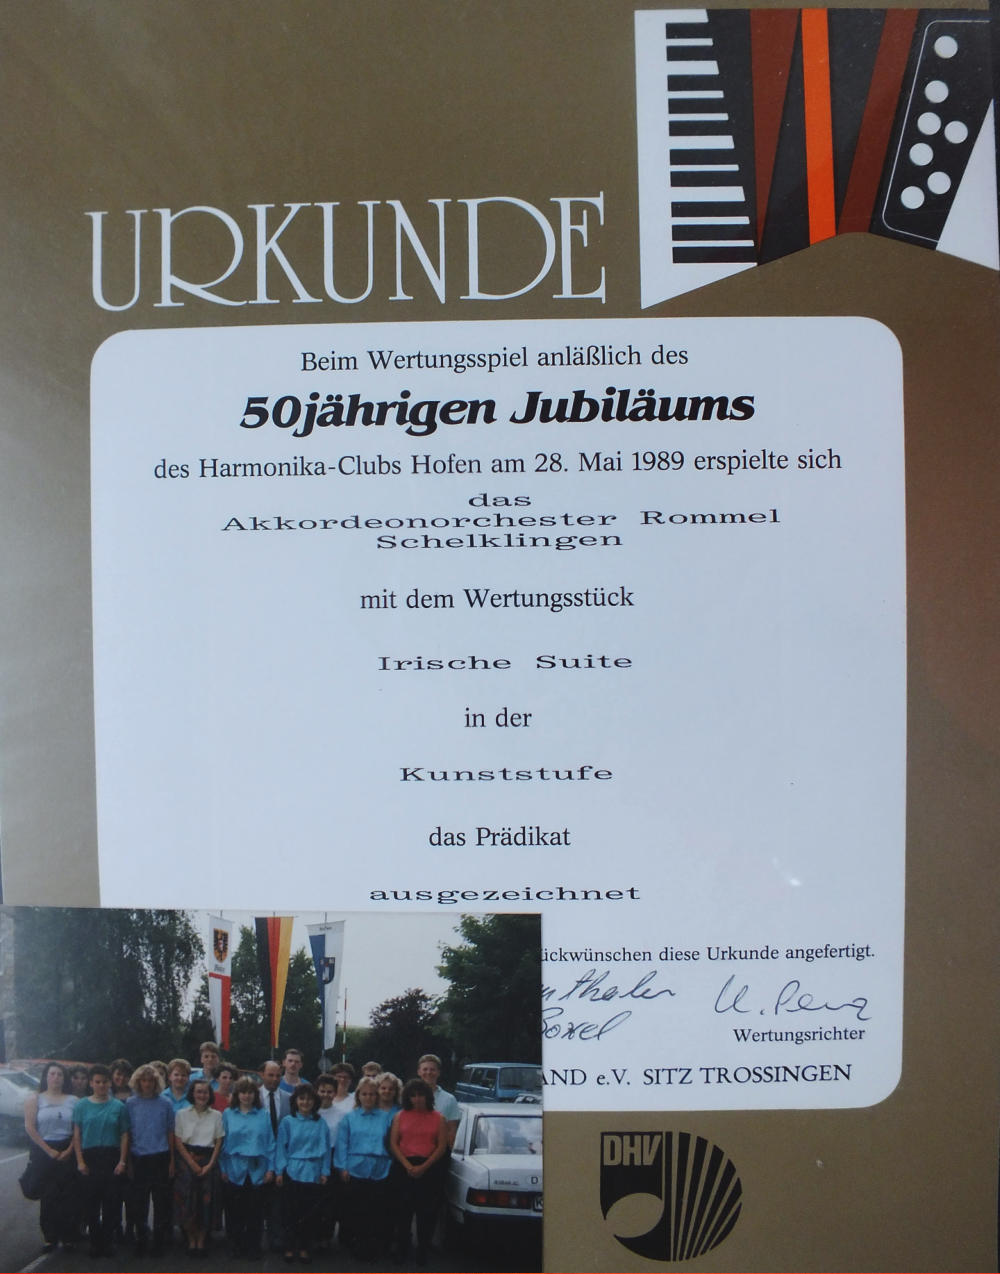 URKUNDE
Beim Wertungsspiel anläßlich des
50jährigen Jubiläums
des Harmonika-Clubs Hofen am 28. Mai 1989 erspielte sich
das
Akkordeonorchester Rommel
Schelklingen
mit dem Wertungsstück
Irische Suite
in der
Kunststufe
das Prädikat
ausgezeichnet
diese Urkunde angefertigt.
Wertungsrichter
e.V. SITZ TROSSINGEN
DHV